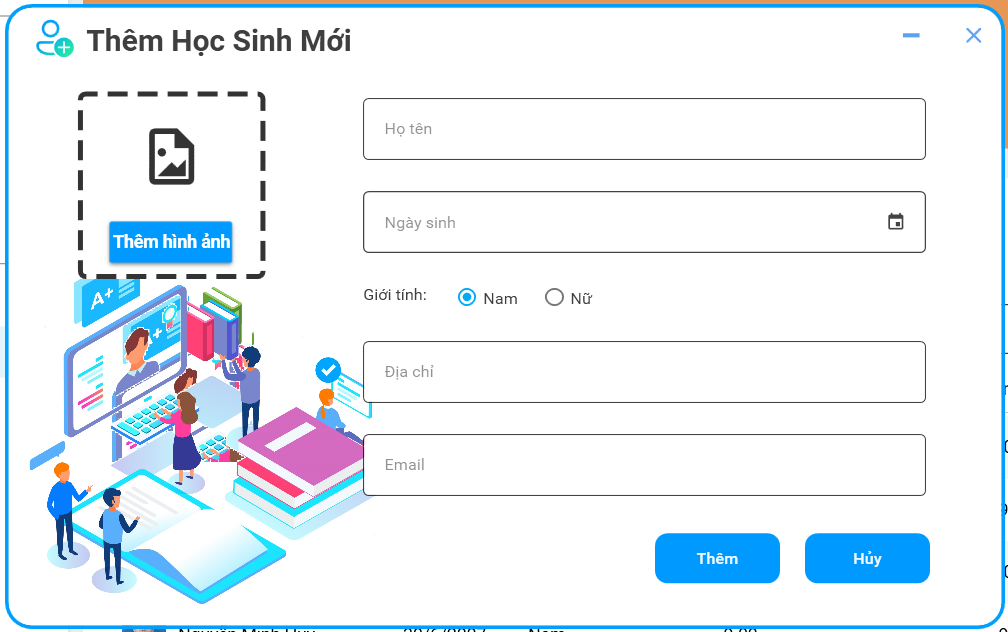 Thêm Học Sinh Mới
Họ tên
Thêm hình ảnh
Ngày sinh
A+
Giới tính:
Nam
Nữ
Địa chỉ
Email
Thêm
Hủy